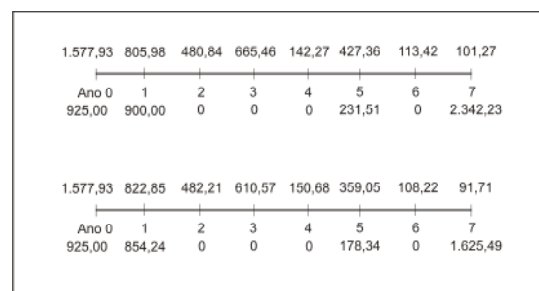 1.577,93 805,98 480,84 665,46 142,27 427,36 113,42 101,27
Ano 0 1 2 3 4 5 6 7
925,00 900,00 0 0 0 231,51 0 2.342,23
1.577,93 822,85 482,21 610,57 150,68 359,05 108,22 91,71
Ano 0 1 2 3 4 5 6 7
925,00 854,24 0 0 0 178,34 0 1.625,49